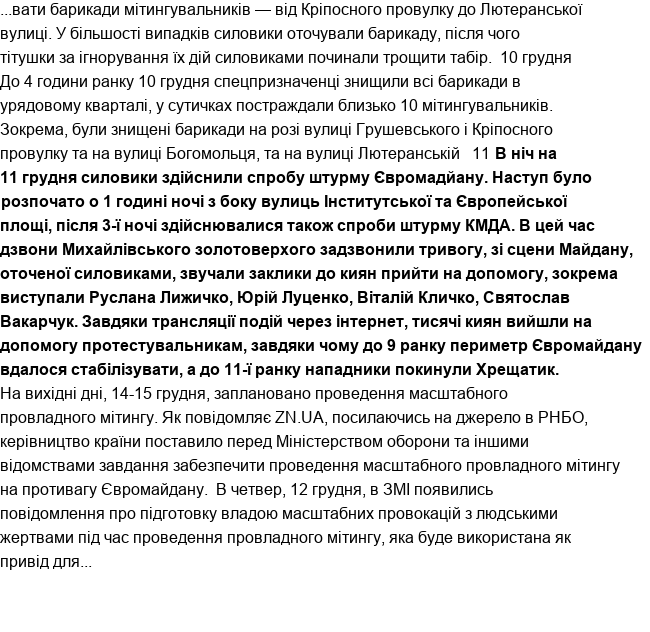 ...вати барикади мітингувальників — від Кріпосного провулку до Лютеранської
вулиці. У більшості випадків силовики оточували барикаду, після чого
тітушки за ігнорування їх дій силовиками починали трощити табір.  10 грудня
До 4 години ранку 10 грудня спецпризначенці знищили всі барикади в
урядовому кварталі, у сутичках постраждали близько 10 мітингувальників.
Зокрема, були знищені барикади на розі вулиці Грушевського і Кріпосного
провулку та на вулиці Богомольця, та на вулиці Лютеранській   11 В ніч на
11 грудня силовики здійснили спробу штурму Євромадйану. Наступ було
розпочато о 1 годині ночі з боку вулиць Інститутської та Європейської
площі, після 3-ї ночі здійснювалися також спроби штурму КМДА. В цей час
дзвони Михайлівського золотоверхого задзвонили тривогу, зі сцени Майдану,
оточеної силовиками, звучали заклики до киян прийти на допомогу, зокрема
виступали Руслана Лижичко, Юрій Луценко, Віталій Кличко, Святослав
Вакарчук. Завдяки трансляції подій через інтернет, тисячі киян вийшли на
допомогу протестувальникам, завдяки чому до 9 ранку периметр Євромайдану
вдалося стабілізувати, а до 11-ї ранку нападники покинули Хрещатик.
На вихідні дні, 14-15 грудня, заплановано проведення масштабного
провладного мітингу. Як повідомляє ZN.UA, посилаючись на джерело в РНБО,
керівництво країни поставило перед Міністерством оборони та іншими
відомствами завдання забезпечити проведення масштабного провладного мітингу
на противагу Євромайдану.  В четвер, 12 грудня, в ЗМІ появились
повідомлення про підготовку владою масштабних провокацій з людськими
жертвами під час проведення провладного мітингу, яка буде використана як
привід для...